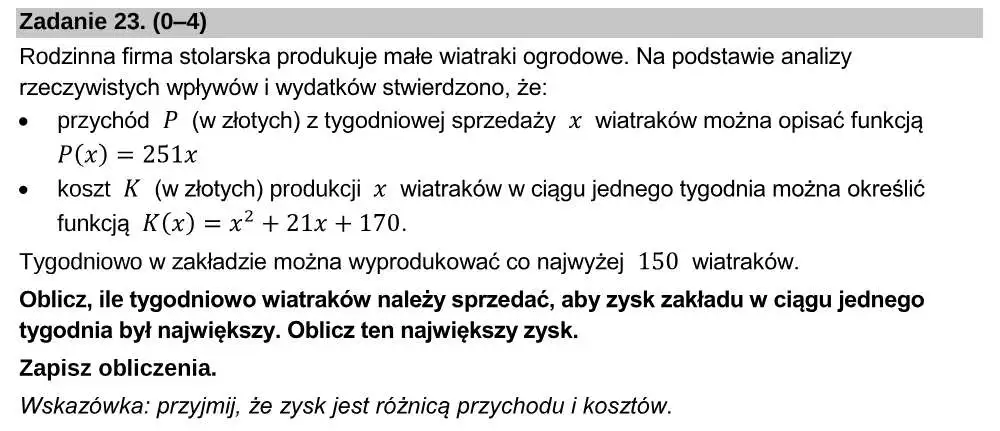 Zadanie 23. (0–4)
Rodzinna firma stolarska produkuje małe wiatraki ogrodowe. Na podstawie analizy
rzeczywistych wpływów i wydatków stwierdzono, że:
• przychód P (w złotych) z tygodniowej sprzedaży x wiatraków można opisać funkcją
P(x) = 251x
• koszt K (w złotych) produkcji x wiatraków w ciągu jednego tygodnia można określić
funkcją K(x) = x² + 21x + 170.
Tygodniowo w zakładzie można wyprodukować co najwyżej 150 wiatraków.
Oblicz, ile tygodniowo wiatraków należy sprzedać, aby zysk zakładu w ciągu jednego
tygodnia był największy. Oblicz ten największy zysk.
Zapisz obliczenia.
Wskazówka: przyjmij, że zysk jest różnicą przychodu i kosztów.